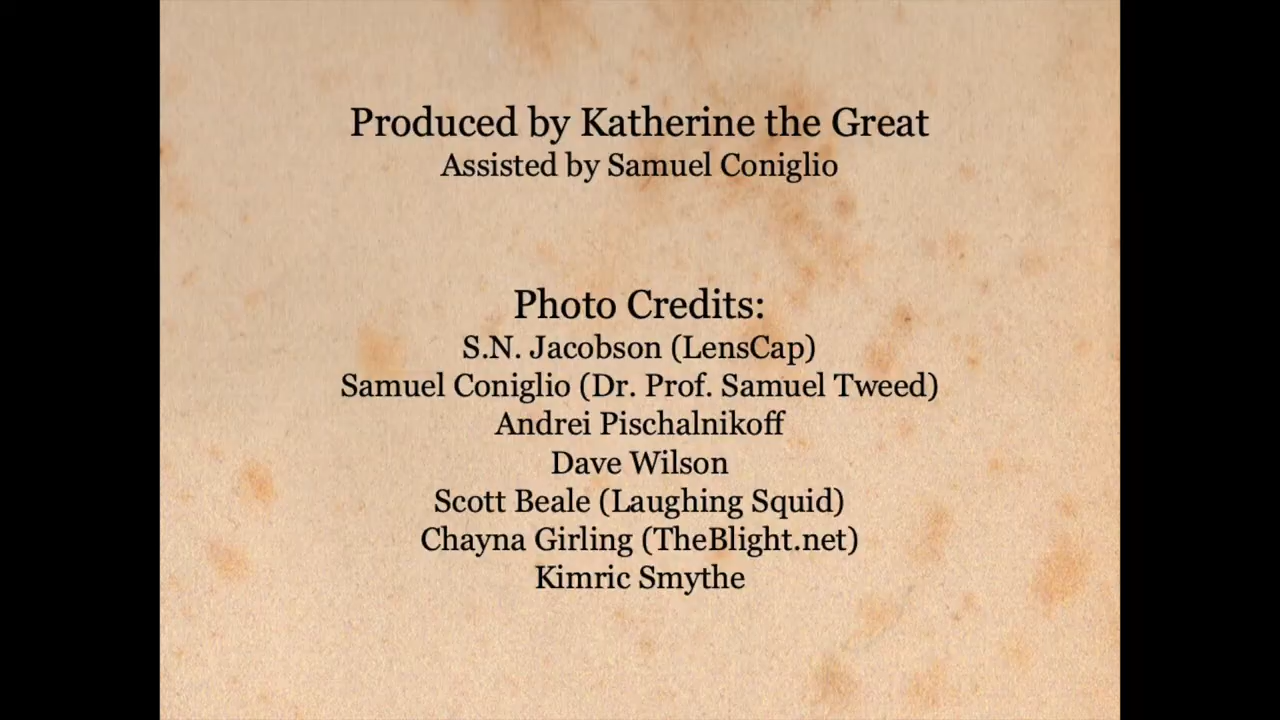 Produced by Katherine the Great
Assisted by Samuel Coniglio
Photo Credits:
S.N. Jacobson (LensCap)
Samuel Coniglio (Dr. Prof. Samuel Tweed)
Andrei Pischalnikoff
Dave Wilson
Scott Beale (Laughing Squid)
Chayna Girling (TheBlight.net)
Kimric Smythe